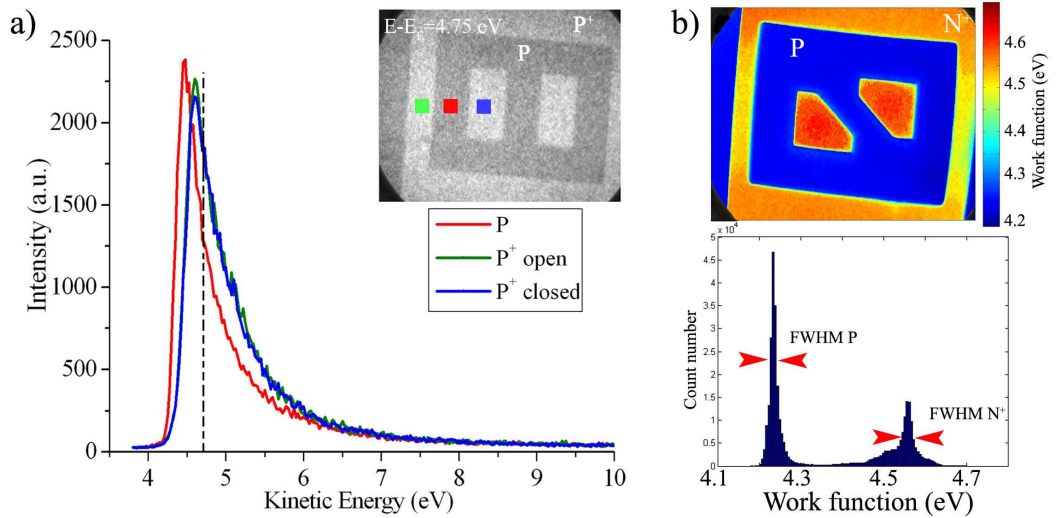 a)
2500
2000
1500
1000
500
0
Intensity (a.u.)
4
5
6
7
8
9
10
Kinetic Energy (eV)
E-E_F=4.75 eV
P⁺
P
P
P⁺ open
P⁺ closed
b)
N⁺
P
4.6
4.5
4.4
4.3
4.2
Work function (eV)
x 10⁴
5
4.5
4
3.5
3
2.5
2
1.5
1
0.5
0
Count number
FWHM P
FWHM N⁺
4.1
4.3
4.5
4.7
Work function (eV)